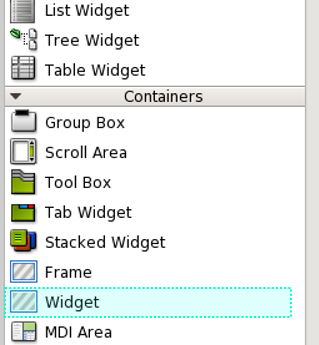 List Widget
Tree Widget
Table Widget
Containers
Group Box
Scroll Area
Tool Box
Tab Widget
Stacked Widget
Frame
Widget
MDI Area